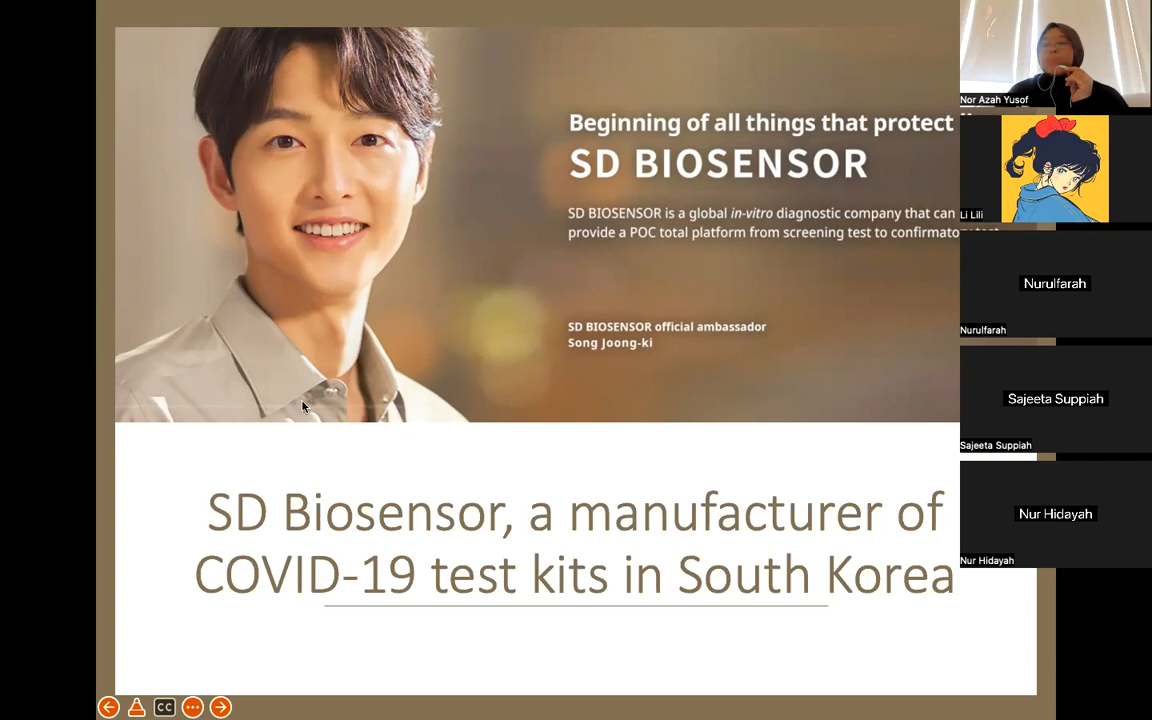 Beginning of all things that protect
SD BIOSENSOR
SD BIOSENSOR is a global in-vitro diagnostic company that can
provide a POC total platform from screening test to confirmatory test
SD BIOSENSOR official ambassador
Song Joong-ki
SD Biosensor, a manufacturer of
COVID-19 test kits in South Korea
CC
Nor Azah Yusof
Li Lili
Nurulfarah
Nurulfarah
Sajeeta Suppiah
Sajeeta Suppiah
Nur Hidayah
Nur Hidayah